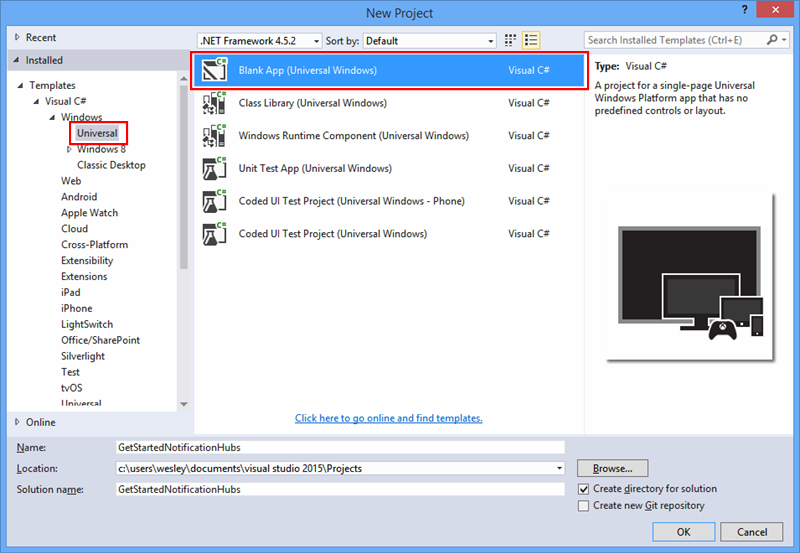 New Project
?
Recent
.NET Framework 4.5.2
Sort by:
Default
Search Installed Templates (Ctrl+E)
Installed
Templates
Visual C#
Windows
Universal
Windows 8
Classic Desktop
Web
Android
Apple Watch
Cloud
Cross-Platform
Extensibility
Extensions
iPad
iPhone
LightSwitch
Office/SharePoint
Silverlight
Test
tvOS
Universal
Online
C# Blank App (Universal Windows) Visual C#
C# Class Library (Universal Windows) Visual C#
C# Windows Runtime Component (Universal Windows) Visual C#
C# Unit Test App (Universal Windows) Visual C#
C# Coded UI Test Project (Universal Windows - Phone) Visual C#
C# Coded UI Test Project (Universal Windows) Visual C#
Click here to go online and find templates.
Type: Visual C#
A project for a single-page Universal
Windows Platform app that has no
predefined controls or layout.
Name: GetStartedNotificationHubs
Location: c:\users\wesley\documents\visual studio 2015\Projects
Browse...
Solution name: GetStartedNotificationHubs
Create directory for solution
Create new Git repository
OK
Cancel